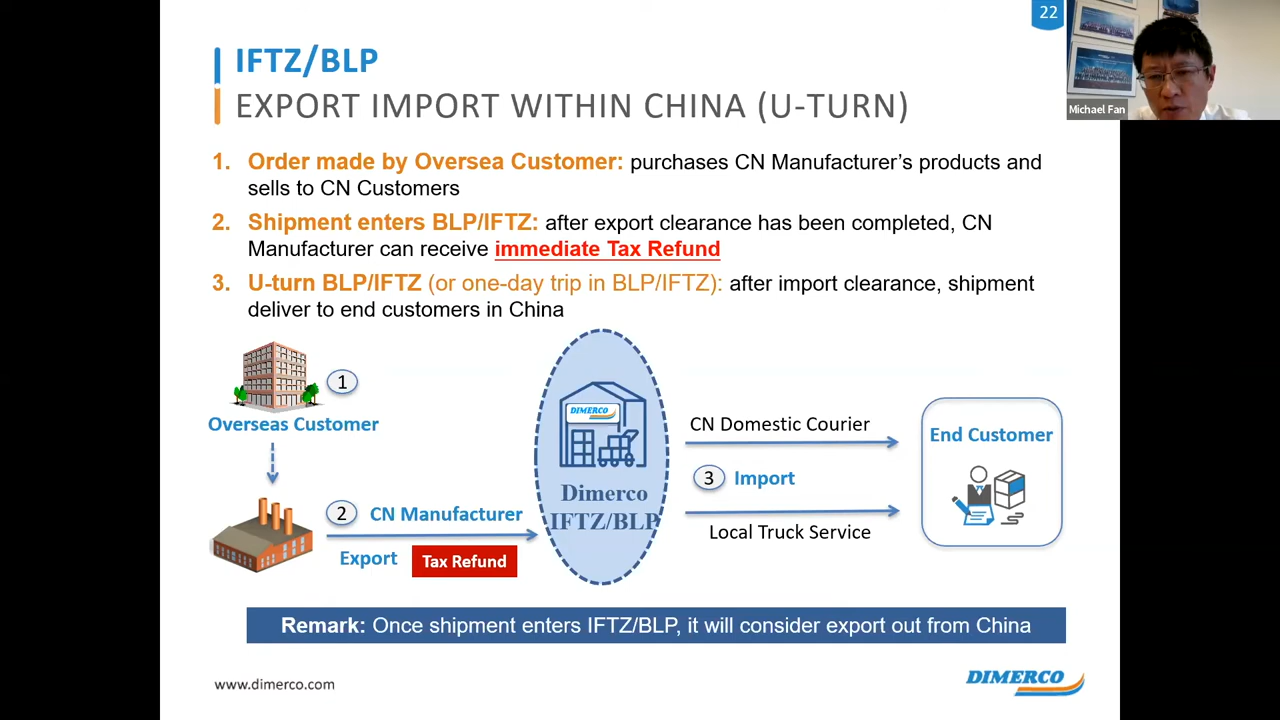 22
IFTZ/BLP
EXPORT IMPORT WITHIN CHINA (U-TURN)
Michael Fan
1. Order made by Oversea Customer: purchases CN Manufacturer's products and
sells to CN Customers
2. Shipment enters BLP/IFTZ: after export clearance has been completed, CN
Manufacturer can receive immediate Tax Refund
3. U-turn BLP/IFTZ (or one-day trip in BLP/IFTZ): after import clearance, shipment
deliver to end customers in China
1
Overseas Customer
2
CN Manufacturer
Export
Tax Refund
DIMERCO
Dimerco
IFTZ/BLP
CN Domestic Courier
3
Import
Local Truck Service
End Customer
Remark: Once shipment enters IFTZ/BLP, it will consider export out from China
www.dimerco.com
DIMERCO